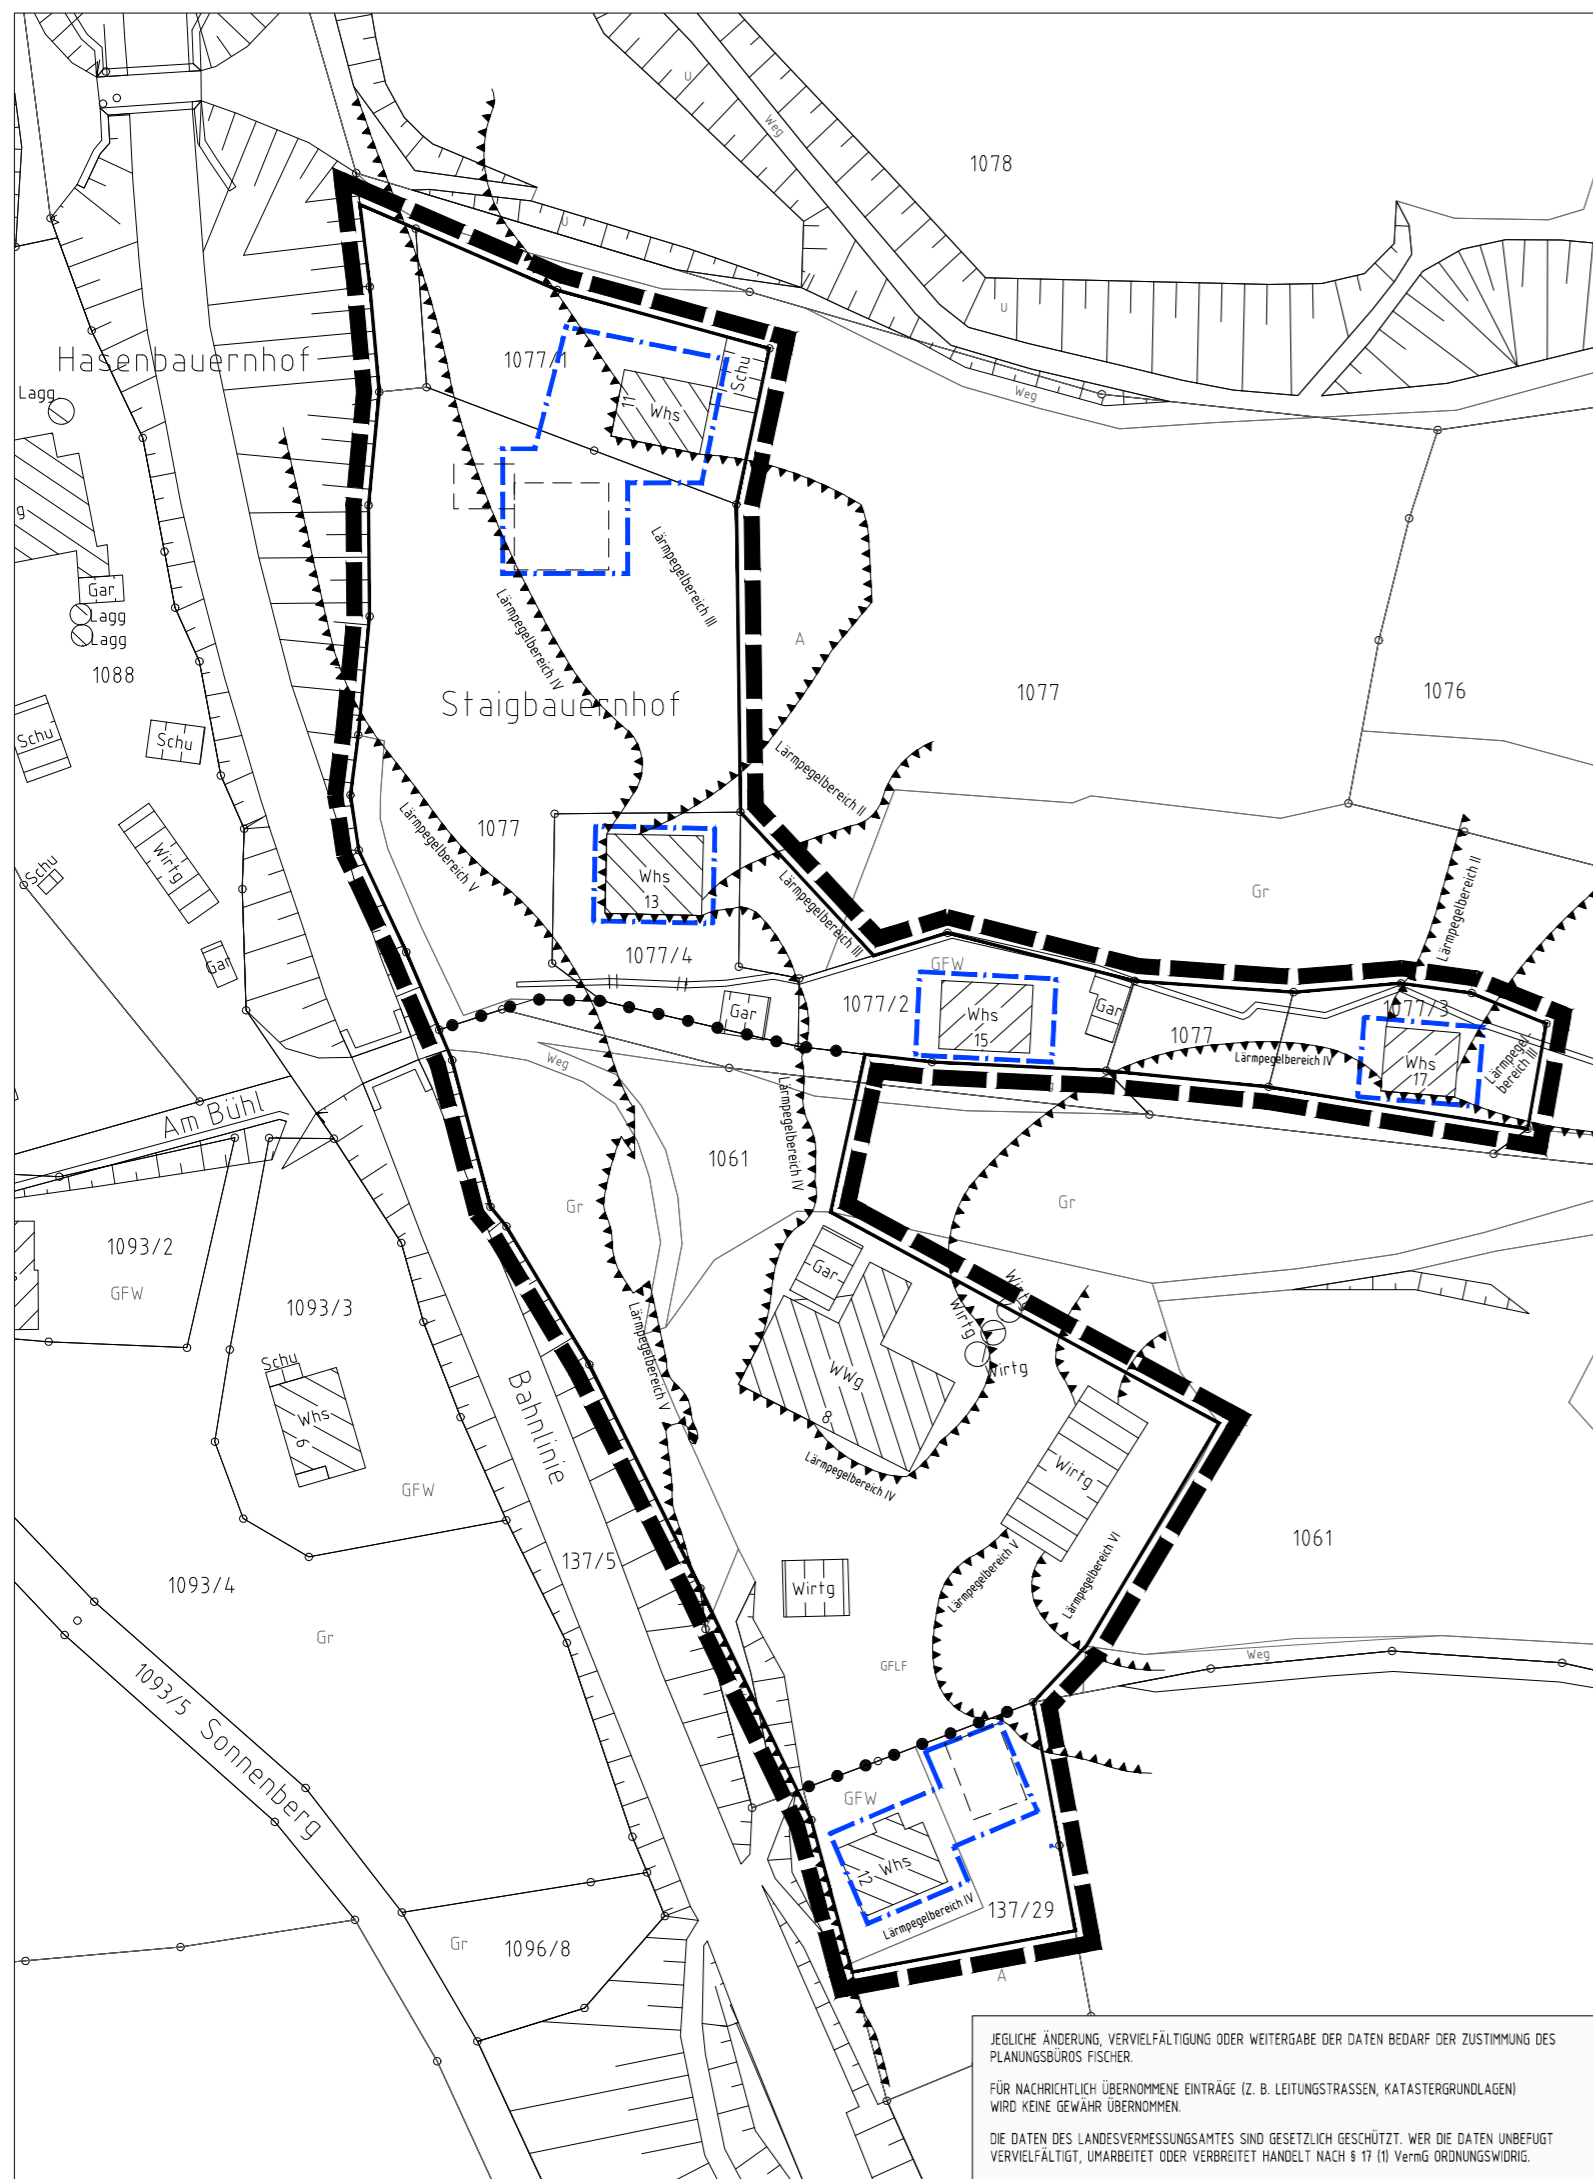 U
Weg
1078
U
U
Hasenbauernhof
1077/1
Schu
Lagg
11
Whs
Weg
g
Lärmpegelbereich III
Gar
Lagg
Lagg
Lärmpegelbereich IV
A
1088
1077
1076
Staigbauernhof
Schu
Schu
Lärmpegelbereich II
1077
Lärmpegelbereich V
Wirtg
Schu
Whs
13
Lärmpegelbereich III
Gr
Lärmpegelbereich II
1077/4
Gar
GFW
1077/2
Gar
Whs
15
Gar
1077
1077/3
Lärmpegelbereich IV
Whs
17
Lärmpegel-
bereich III
Weg
Am Bühl
Lärmpegelbereich IV
1061
Gr
Gr
1093/2
GFW
1093/3
Gar
Wirtg
Wirtg
Wirtg
Lärmpegelbereich V
Schu
Whs
9
WWg
8
Bahnlinie
Lärmpegelbereich IV
Wirtg
GFW
1061
137/5
Lärmpegelbereich V
Lärmpegelbereich VI
1093/4
Wirtg
Gr
GFLF
Weg
1093/5 Sonnenberg
GFW
Whs
12
Lärmpegelbereich IV
137/29
Gr
1096/8
A
JEGLICHE ÄNDERUNG, VERVIELFÄLTIGUNG ODER WEITERGABE DER DATEN BEDARF DER ZUSTIMMUNG DES
PLANUNGSBÜROS FISCHER.
FÜR NACHRICHTLICH ÜBERNOMMENE EINTRÄGE (Z. B. LEITUNGSTRASSEN, KATASTERGRUNDLAGEN)
WIRD KEINE GEWÄHR ÜBERNOMMEN.
DIE DATEN DES LANDESVERMESSUNGSAMTES SIND GESETZLICH GESCHÜTZT. WER DIE DATEN UNBEFUGT
VERVIELFÄLTIGT, UMARBEITET ODER VERBREITET HANDELT NACH § 17 (1) VermG ORDNUNGSWIDRIG.